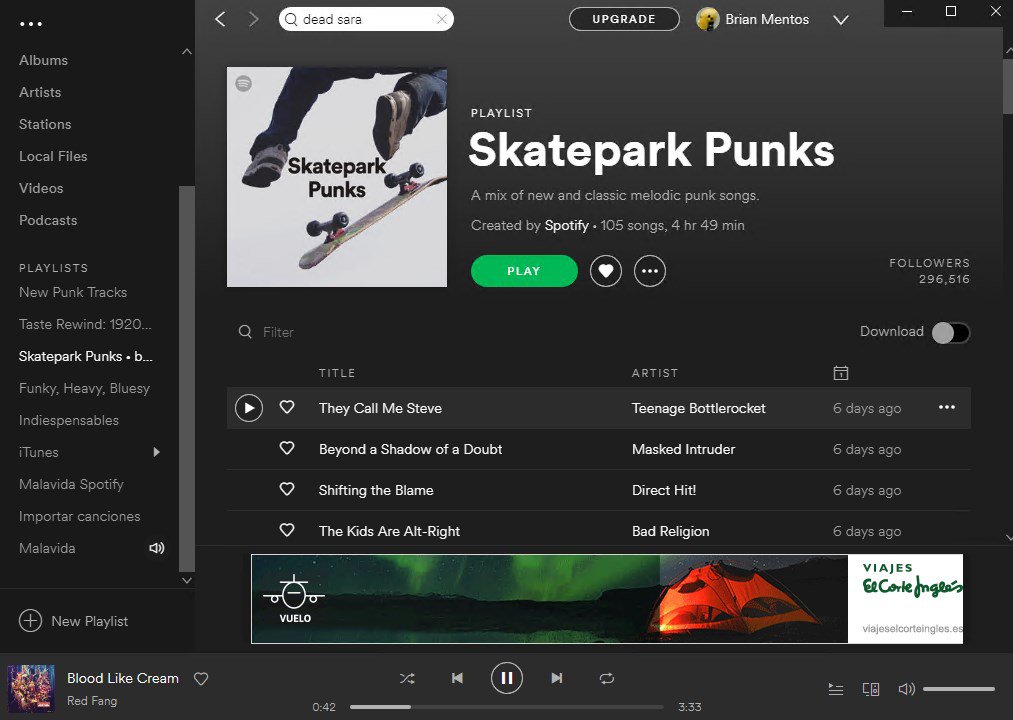 dead sara
UPGRADE
Brian Mentos
Albums
Artists
Stations
Local Files
Videos
Podcasts
PLAYLISTS
New Punk Tracks
Taste Rewind: 1920...
Skatepark Punks • b...
Funky, Heavy, Bluesy
Indiespensables
iTunes
Malavida Spotify
Importar canciones
Malavida
New Playlist
Skatepark
Punks
PLAYLIST
Skatepark Punks
A mix of new and classic melodic punk songs.
Created by Spotify • 105 songs, 4 hr 49 min
PLAY
FOLLOWERS
296,516
Filter
Download
TITLE ARTIST
They Call Me Steve Teenage Bottlerocket 6 days ago
Beyond a Shadow of a Doubt Masked Intruder 6 days ago
Shifting the Blame Direct Hit! 6 days ago
The Kids Are Alt-Right Bad Religion 6 days ago
VUELO
VIAJES
El Corte Inglés
viajeselcorteingles.es
Blood Like Cream
Red Fang
0:42
3:33